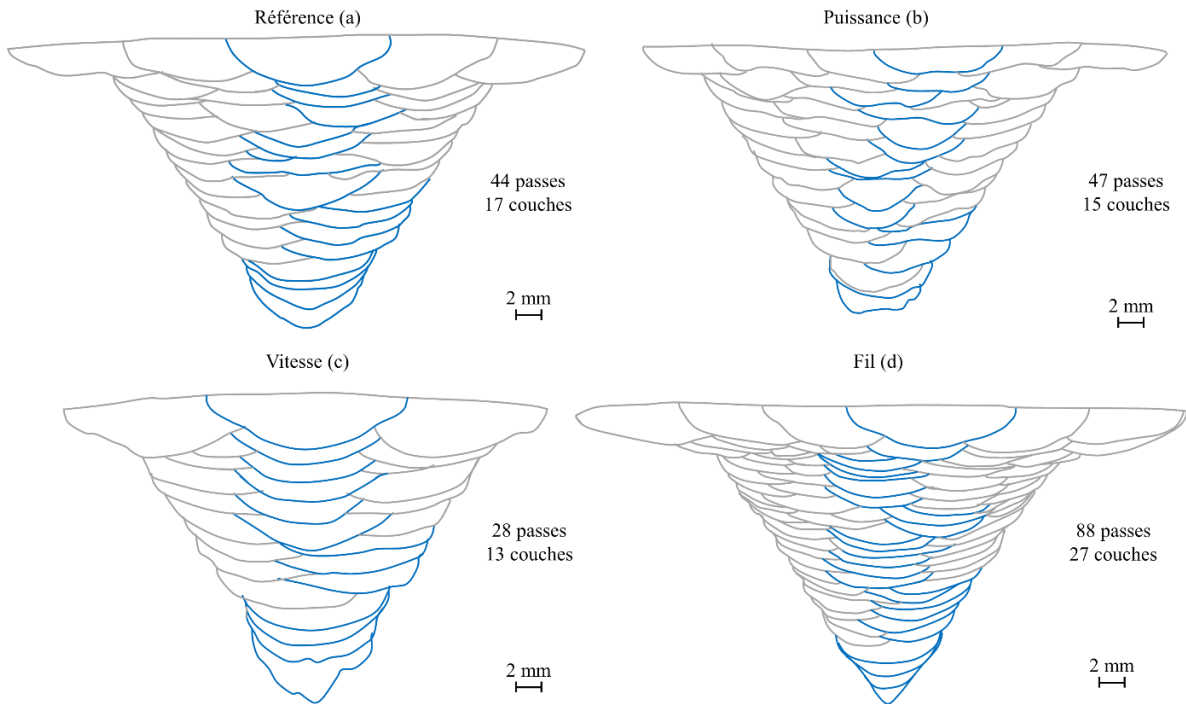 Référence (a)
Puissance (b)
44 passes
17 couches
47 passes
15 couches
2 mm
2 mm
Vitesse (c)
Fil (d)
28 passes
13 couches
88 passes
27 couches
2 mm
2 mm